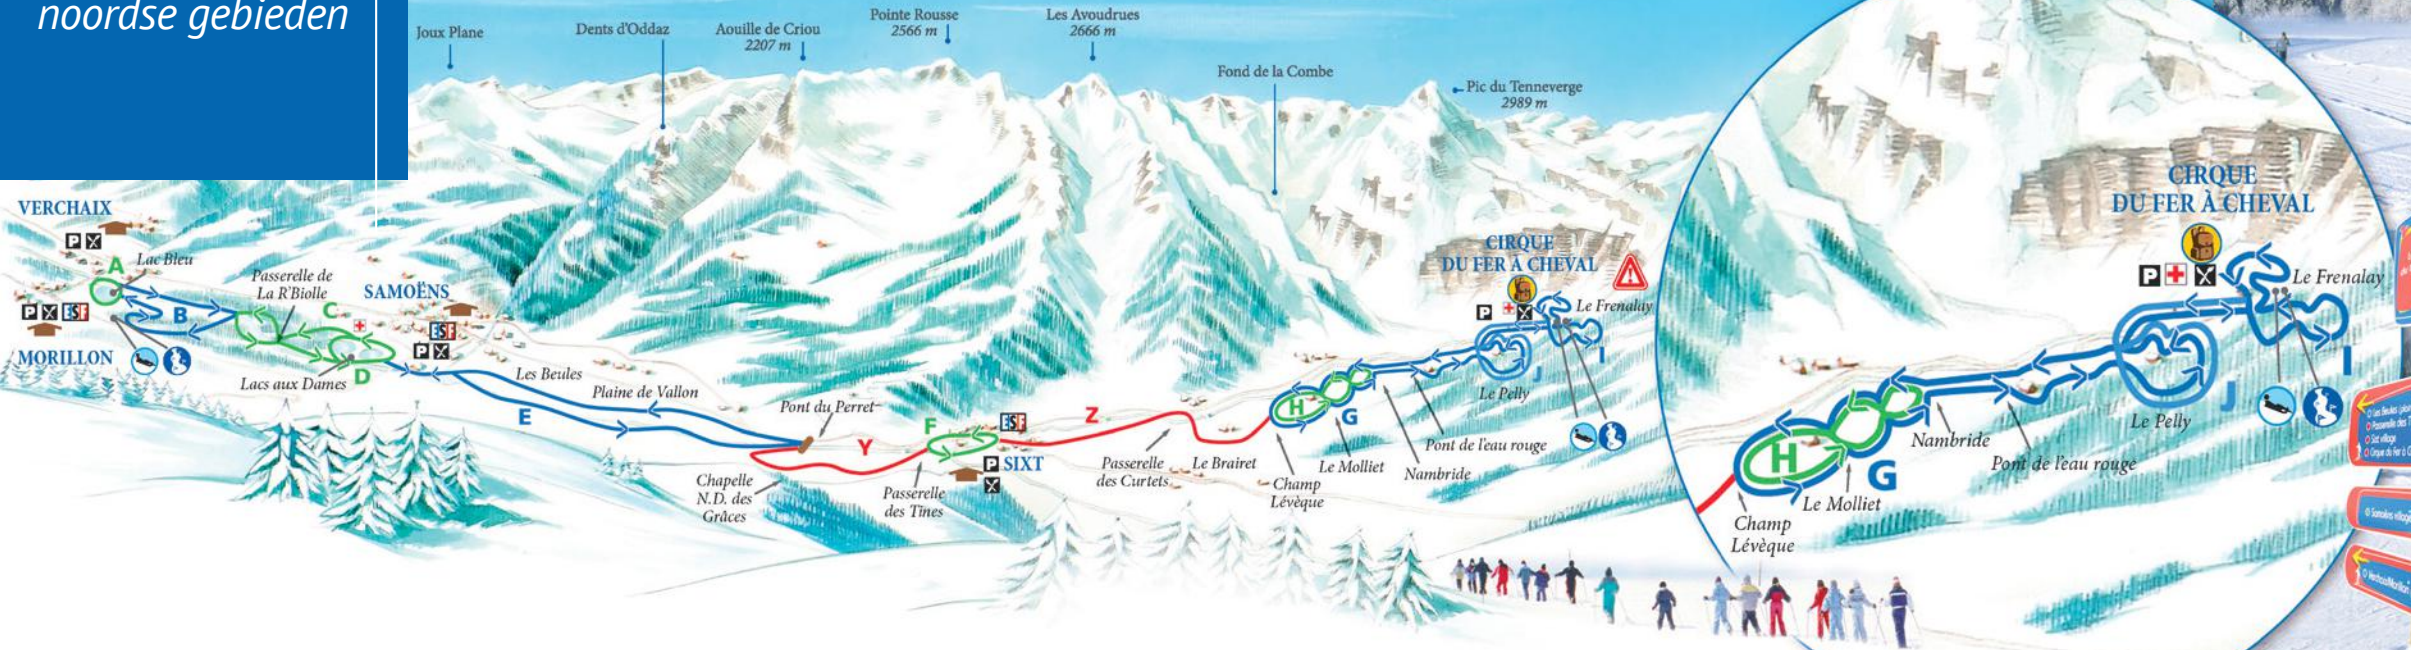 noordse gebieden
Joux Plane
Dents d'Oddaz
Aouille de Criou
2207 m
Pointe Rousse
2566 m
Les Avoudrues
2666 m
Fond de la Combe
Pic du Tenneverge
2989 m
VERCHAIX
P
A
Lac Bleu
P
ESF
B
MORILLON
Passerelle de
La R'Biolle
C
SAMOËNS
ESF
P
Lacs aux Dames
D
Les Beules
Plaine de Vallon
E
Pont du Perret
Y
Chapelle
N.D. des
Grâces
F
ESF
P
SIXT
Passerelle
des Tines
Z
Passerelle
des Curtets
Le Brairet
Champ
Lévèque
H
G
Le Molliet
Nambride
Pont de l'eau rouge
Le Pelly
J
I
CIRQUE
DU FER À CHEVAL
P
Le Frenalay
CIRQUE
DU FER À CHEVAL
P
Le Frenalay
I
J
Le Pelly
Nambride
Pont de l'eau rouge
H
G
Le Molliet
Champ
Lévèque